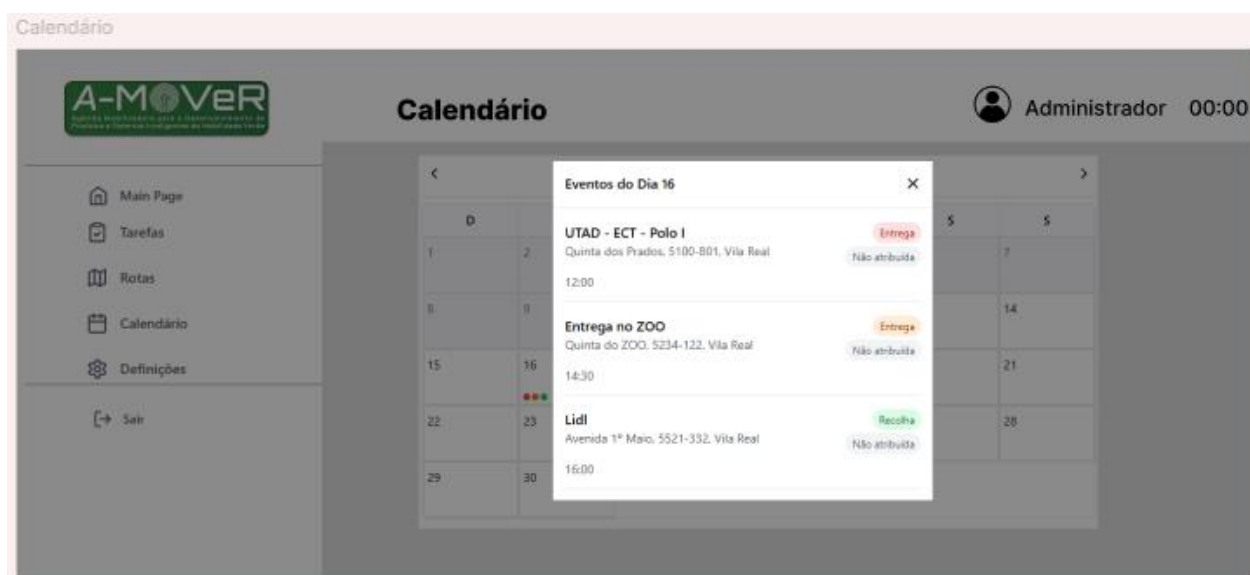 Calendário
A-MOVeR
Calendário
Administrador 00:00
Main Page
Tarefas
Rotas
Calendário
Definições
Sair
< >
D S S
1 2 7
8 9 14
15 16 21
22 23 28
29 30
Eventos do Dia 16 ×
UTAD - ECT - Polo I Entrega
Quinta dos Prados, 5100-801, Vila Real Não atribuída
12:00
Entrega no ZOO Entrega
Quinta do ZOO, 5234-122, Vila Real Não atribuída
14:30
Lidl Recolha
Avenida 1º Maio, 5521-332, Vila Real Não atribuída
16:00